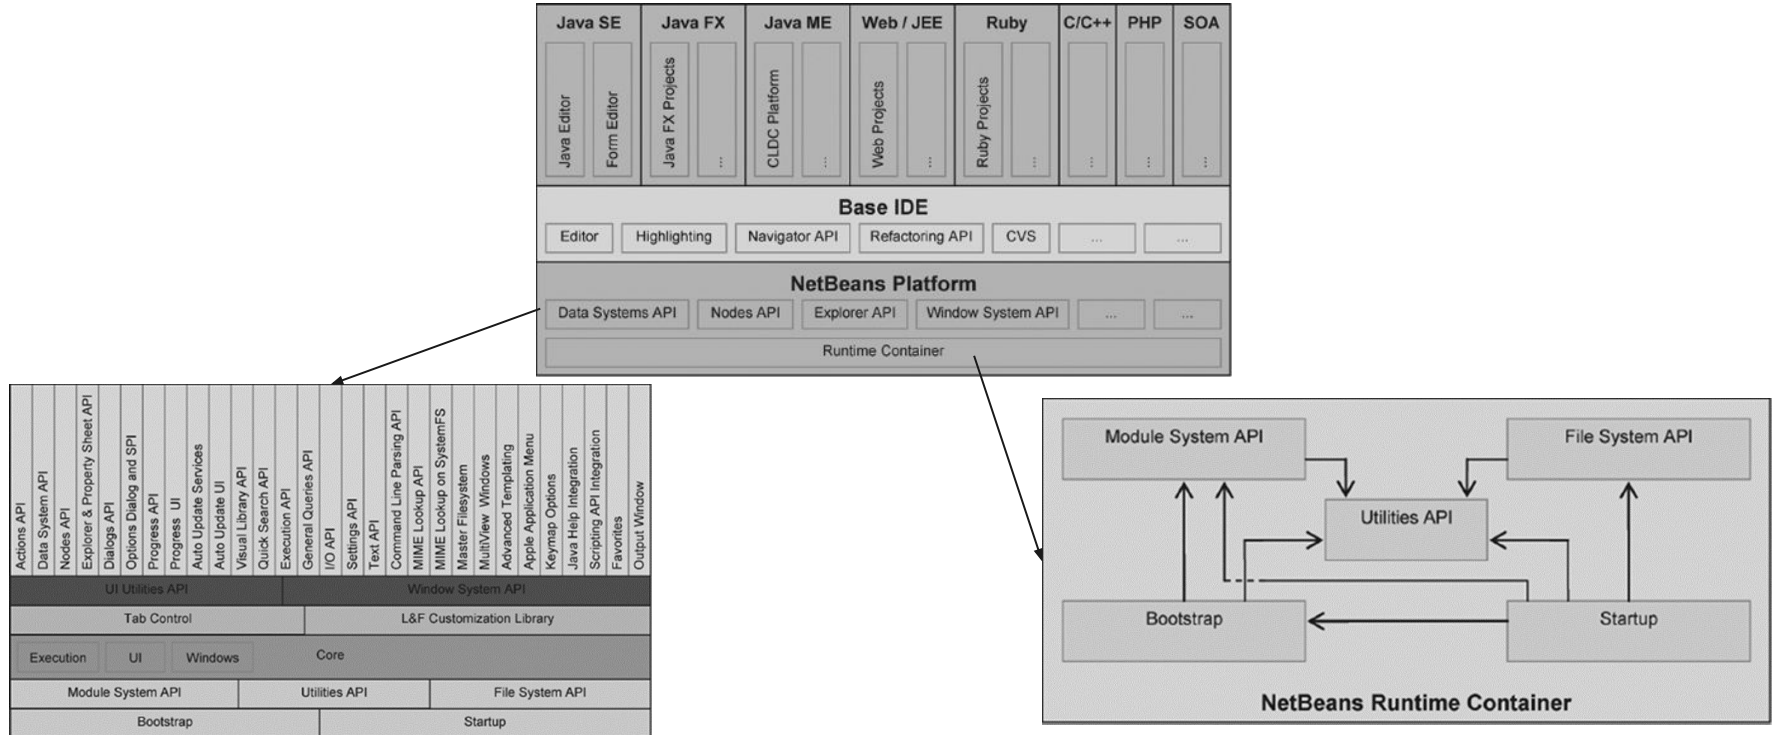 Java SE
Java FX
Java ME
Web / JEE
Ruby
C/C++
PHP
SOA
Java Editor
Form Editor
Java FX Projects
...
CLDC Platform
...
Web Projects
...
Ruby Projects
...
...
...
...
Base IDE
Editor
Highlighting
Navigator API
Refactoring API
CVS
...
...
NetBeans Platform
Data Systems API
Nodes API
Explorer API
Window System API
...
...
Runtime Container
Actions API
Data System API
Nodes API
Explorer & Property Sheet API
Dialogs API
Options Dialog and SPI
Progress API
Progress UI
Auto Update Services
Auto Update UI
Visual Library API
Quick Search API
Execution API
General Queries API
I/O API
Settings API
Text API
Command Line Parsing API
MIME Lookup API
MIME Lookup on SystemFS
Master Filesystem
MultiView Windows
Advanced Templating
Apple Application Menu
Keymap Options
Java Help Integration
Scripting API Integration
Favorites
Output Window
UI Utilities API
Window System API
Tab Control
L&F Customization Library
Execution
UI
Windows
Core
Module System API
Utilities API
File System API
Bootstrap
Startup
Module System API
File System API
Utilities API
Bootstrap
Startup
NetBeans Runtime Container